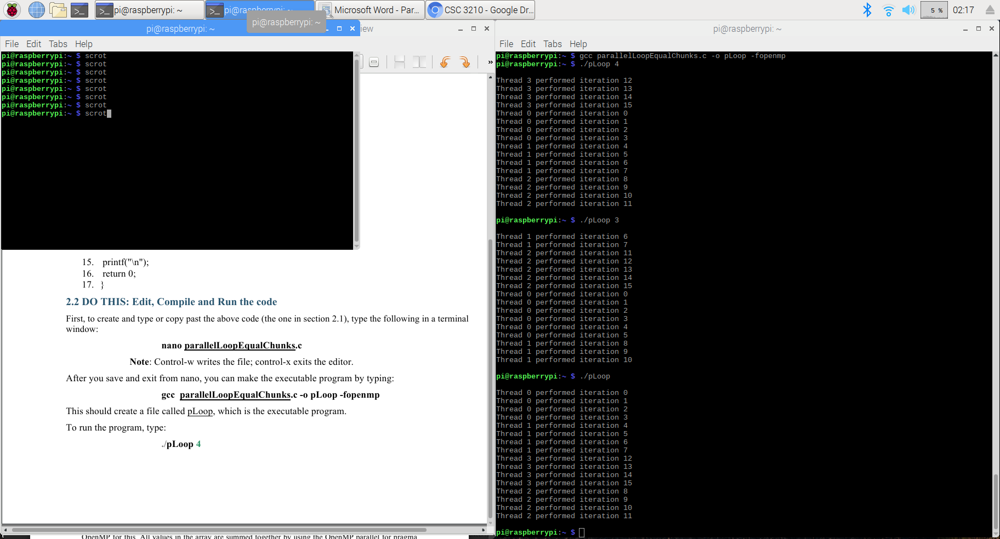 pi@raspberrypi: ~
pi@raspberrypi: ~
Microsoft Word - Par...
CSC 3210 - Google Dr...
5 %
02:17
pi@raspberrypi: ~
pi@raspberrypi: ~
iew
File Edit Tabs Help
pi@raspberrypi:~ $ scrot
pi@raspberrypi:~ $ scrot
pi@raspberrypi:~ $ scrot
pi@raspberrypi:~ $ scrot
pi@raspberrypi:~ $ scrot
pi@raspberrypi:~ $ scrot
pi@raspberrypi:~ $ scrot
pi@raspberrypi:~ $ scrot
»
15. printf("\n");
16. return 0;
17. }
2.2 DO THIS: Edit, Compile and Run the code
First, to create and type or copy past the above code (the one in section 2.1), type the following in a terminal
window:
nano parallelLoopEqualChunks.c
Note: Control-w writes the file; control-x exits the editor.
After you save and exit from nano, you can make the executable program by typing:
gcc parallelLoopEqualChunks.c -o pLoop -fopenmp
This should create a file called pLoop, which is the executable program.
To run the program, type:
./pLoop 4
OpenMP for this. All values in the array are summed together by using the OpenMP parallel for pragma
pi@raspberrypi: ~
File Edit Tabs Help
pi@raspberrypi:~ $ gcc parallelLoopEqualChunks.c -o pLoop -fopenmp
pi@raspberrypi:~ $ ./pLoop 4
Thread 3 performed iteration 12
Thread 3 performed iteration 13
Thread 3 performed iteration 14
Thread 3 performed iteration 15
Thread 0 performed iteration 0
Thread 0 performed iteration 1
Thread 0 performed iteration 2
Thread 0 performed iteration 3
Thread 1 performed iteration 4
Thread 1 performed iteration 5
Thread 1 performed iteration 6
Thread 1 performed iteration 7
Thread 2 performed iteration 8
Thread 2 performed iteration 9
Thread 2 performed iteration 10
Thread 2 performed iteration 11
pi@raspberrypi:~ $ ./pLoop 3
Thread 1 performed iteration 6
Thread 1 performed iteration 7
Thread 2 performed iteration 11
Thread 2 performed iteration 12
Thread 2 performed iteration 13
Thread 2 performed iteration 14
Thread 2 performed iteration 15
Thread 0 performed iteration 0
Thread 0 performed iteration 1
Thread 0 performed iteration 2
Thread 0 performed iteration 3
Thread 0 performed iteration 4
Thread 0 performed iteration 5
Thread 1 performed iteration 8
Thread 1 performed iteration 9
Thread 1 performed iteration 10
pi@raspberrypi:~ $ ./pLoop
Thread 0 performed iteration 0
Thread 0 performed iteration 1
Thread 0 performed iteration 2
Thread 0 performed iteration 3
Thread 1 performed iteration 4
Thread 1 performed iteration 5
Thread 1 performed iteration 6
Thread 1 performed iteration 7
Thread 3 performed iteration 12
Thread 3 performed iteration 13
Thread 3 performed iteration 14
Thread 3 performed iteration 15
Thread 2 performed iteration 8
Thread 2 performed iteration 9
Thread 2 performed iteration 10
Thread 2 performed iteration 11
pi@raspberrypi:~ $